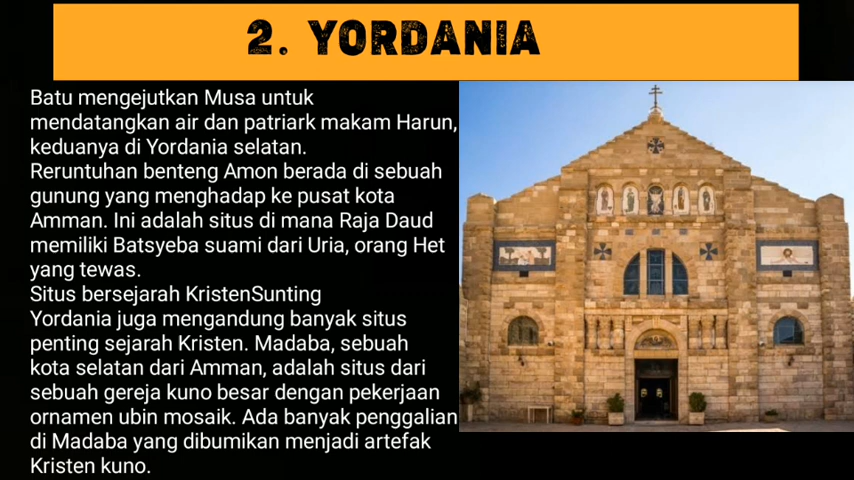 2. YORDANIA
Batu mengejutkan Musa untuk
mendatangkan air dan patriark makam Harun,
keduanya di Yordania selatan.
Reruntuhan benteng Amon berada di sebuah
gunung yang menghadap ke pusat kota
Amman. Ini adalah situs di mana Raja Daud
memiliki Batsyeba suami dari Uria, orang Het
yang tewas.
Situs bersejarah KristenSunting
Yordania juga mengandung banyak situs
penting sejarah Kristen. Madaba, sebuah
kota selatan dari Amman, adalah situs dari
sebuah gereja kuno besar dengan pekerjaan
ornamen ubin mosaik. Ada banyak penggalian
di Madaba yang dibumikan menjadi artefak
Kristen kuno.